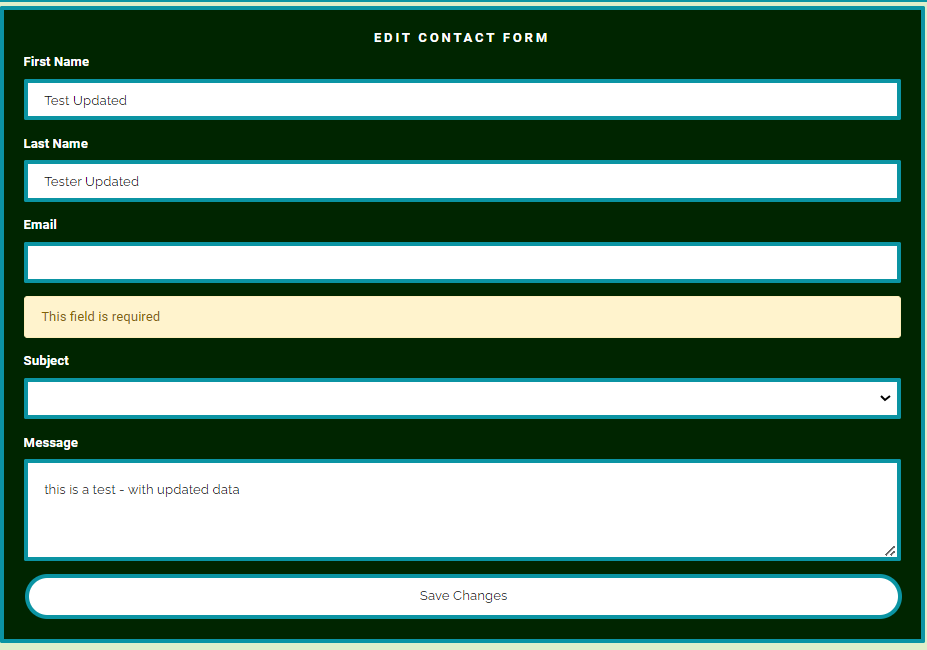 EDIT CONTACT FORM
First Name
Test Updated
Last Name
Tester Updated
Email
This field is required
Subject
Message
this is a test - with updated data
Save Changes